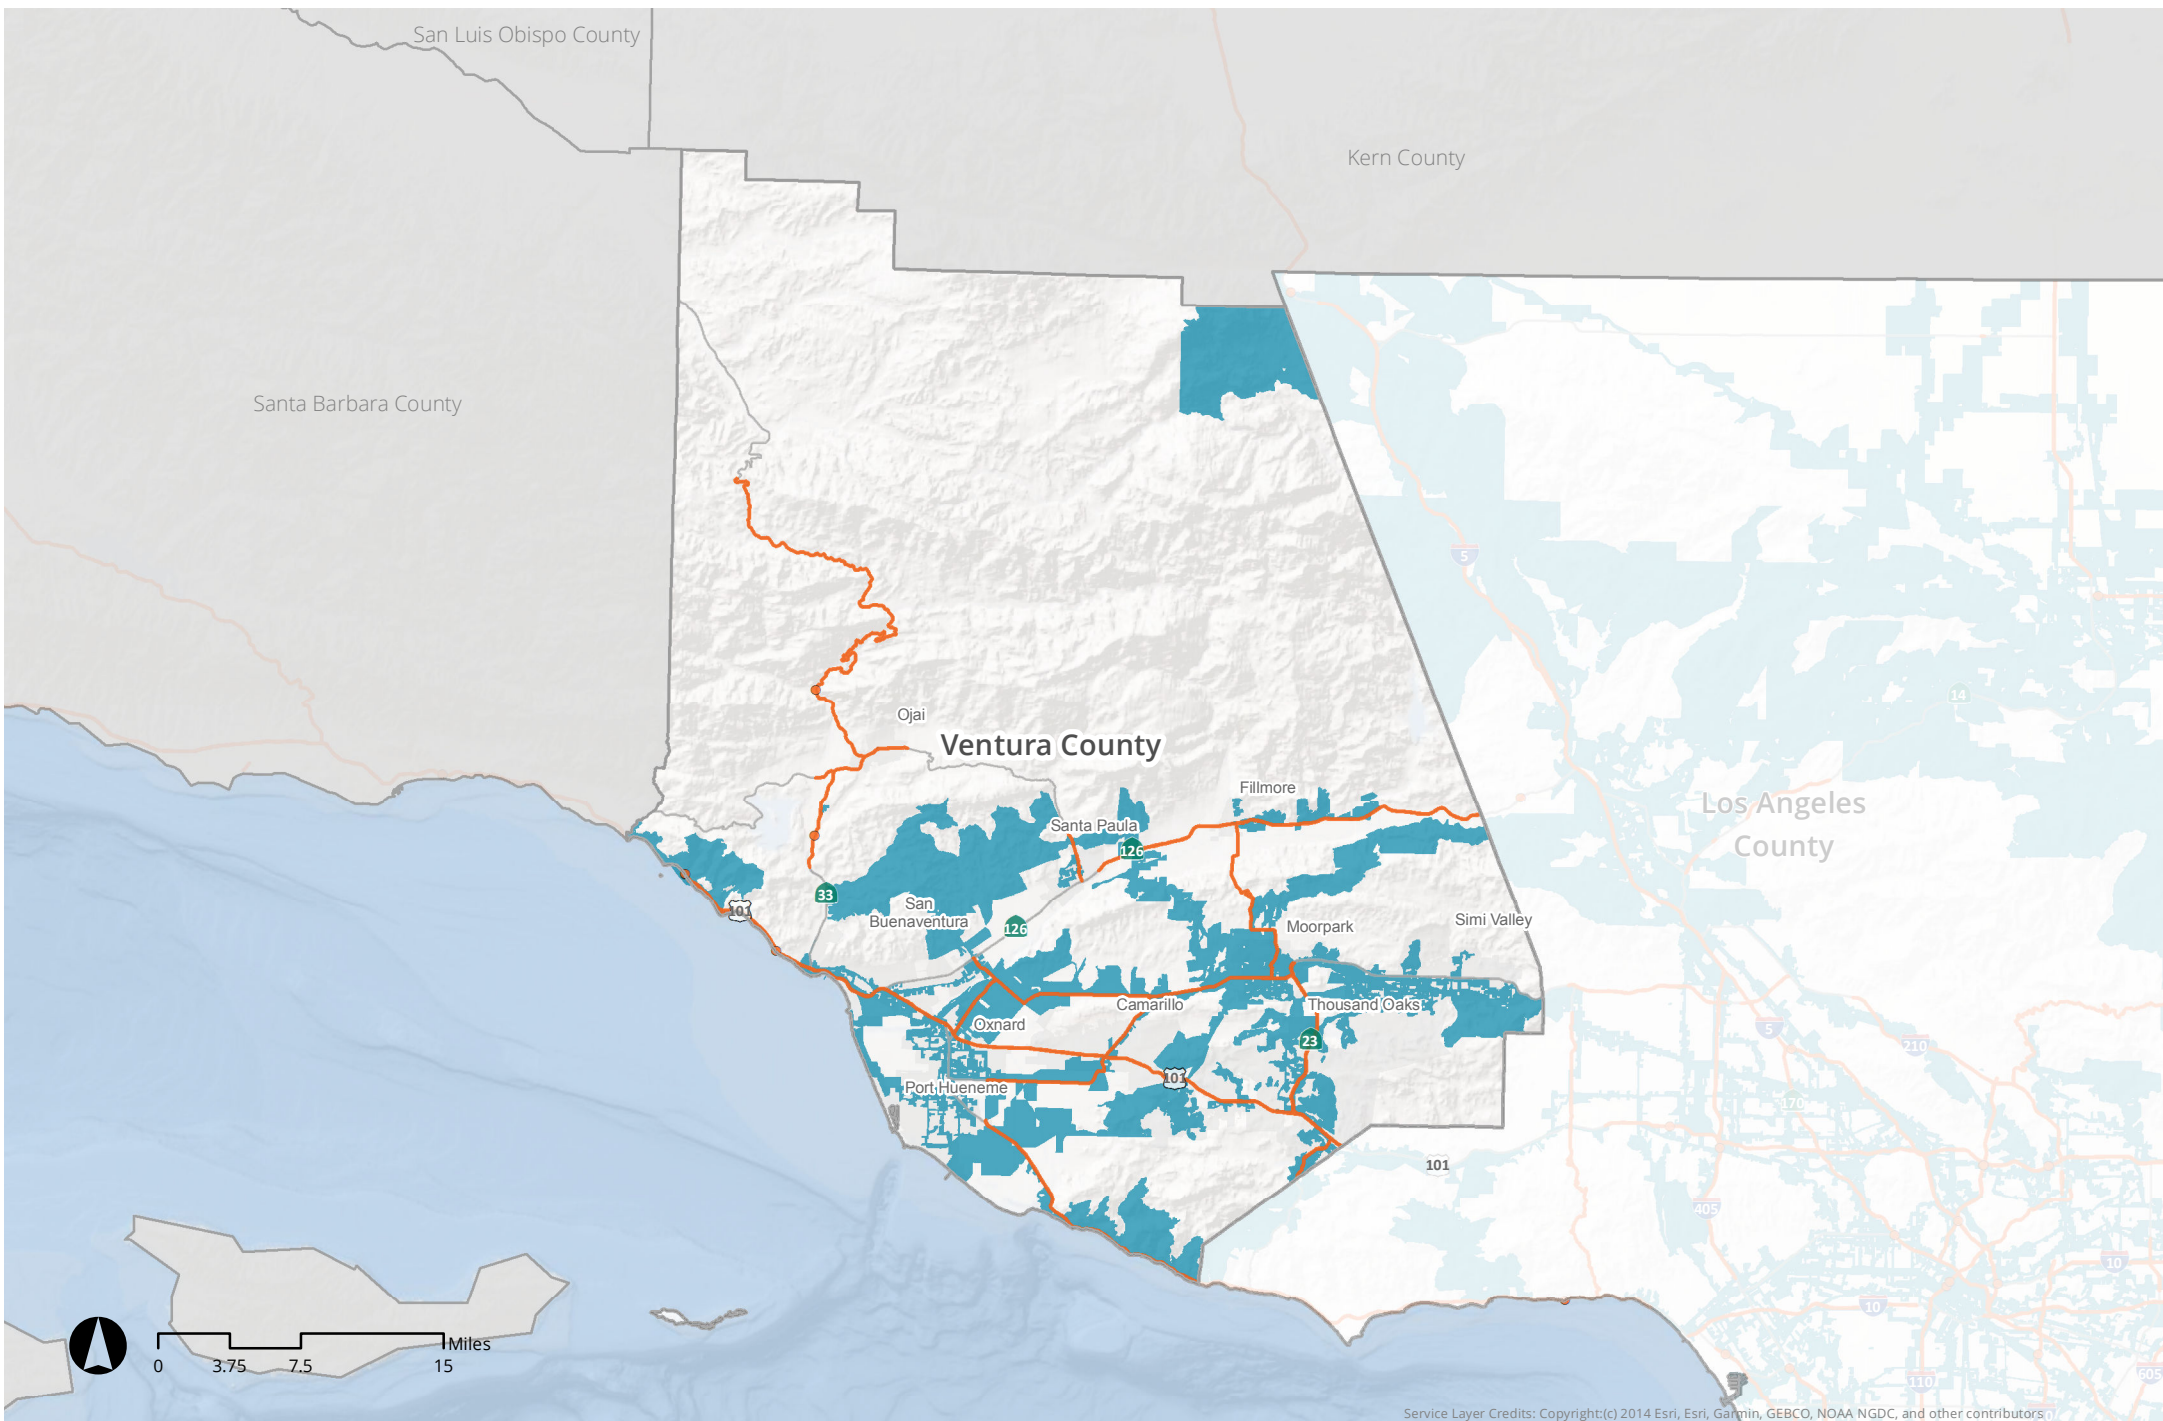 San Luis Obispo County
Kern County
Santa Barbara County
5
14
Ojai
Ventura County
Fillmore
Los Angeles
County
Santa Paula
126
33
101
San
Buenaventura
126
Moorpark
Simi Valley
Camarillo
Thousand Oaks
Oxnard
23
5
210
Port Hueneme
101
170
101
405
10
10
110
605
Miles
0
3.75
7.5
15
Service Layer Credits: Copyright:(c) 2014 Esri, Esri, Garmin, GEBCO, NOAA NGDC, and other contributors